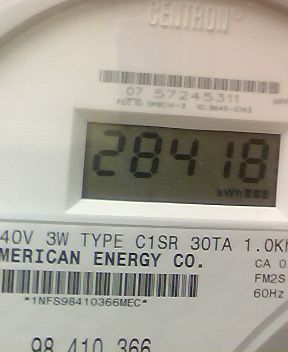 CENTRON®
07 57245311
28418
kWh
40V 3W TYPE C1SR 30TA 1.0K
MERICAN ENERGY CO.
CA 0
FM2S
60Hz
*1NFS98410366MEC*
98 410 366